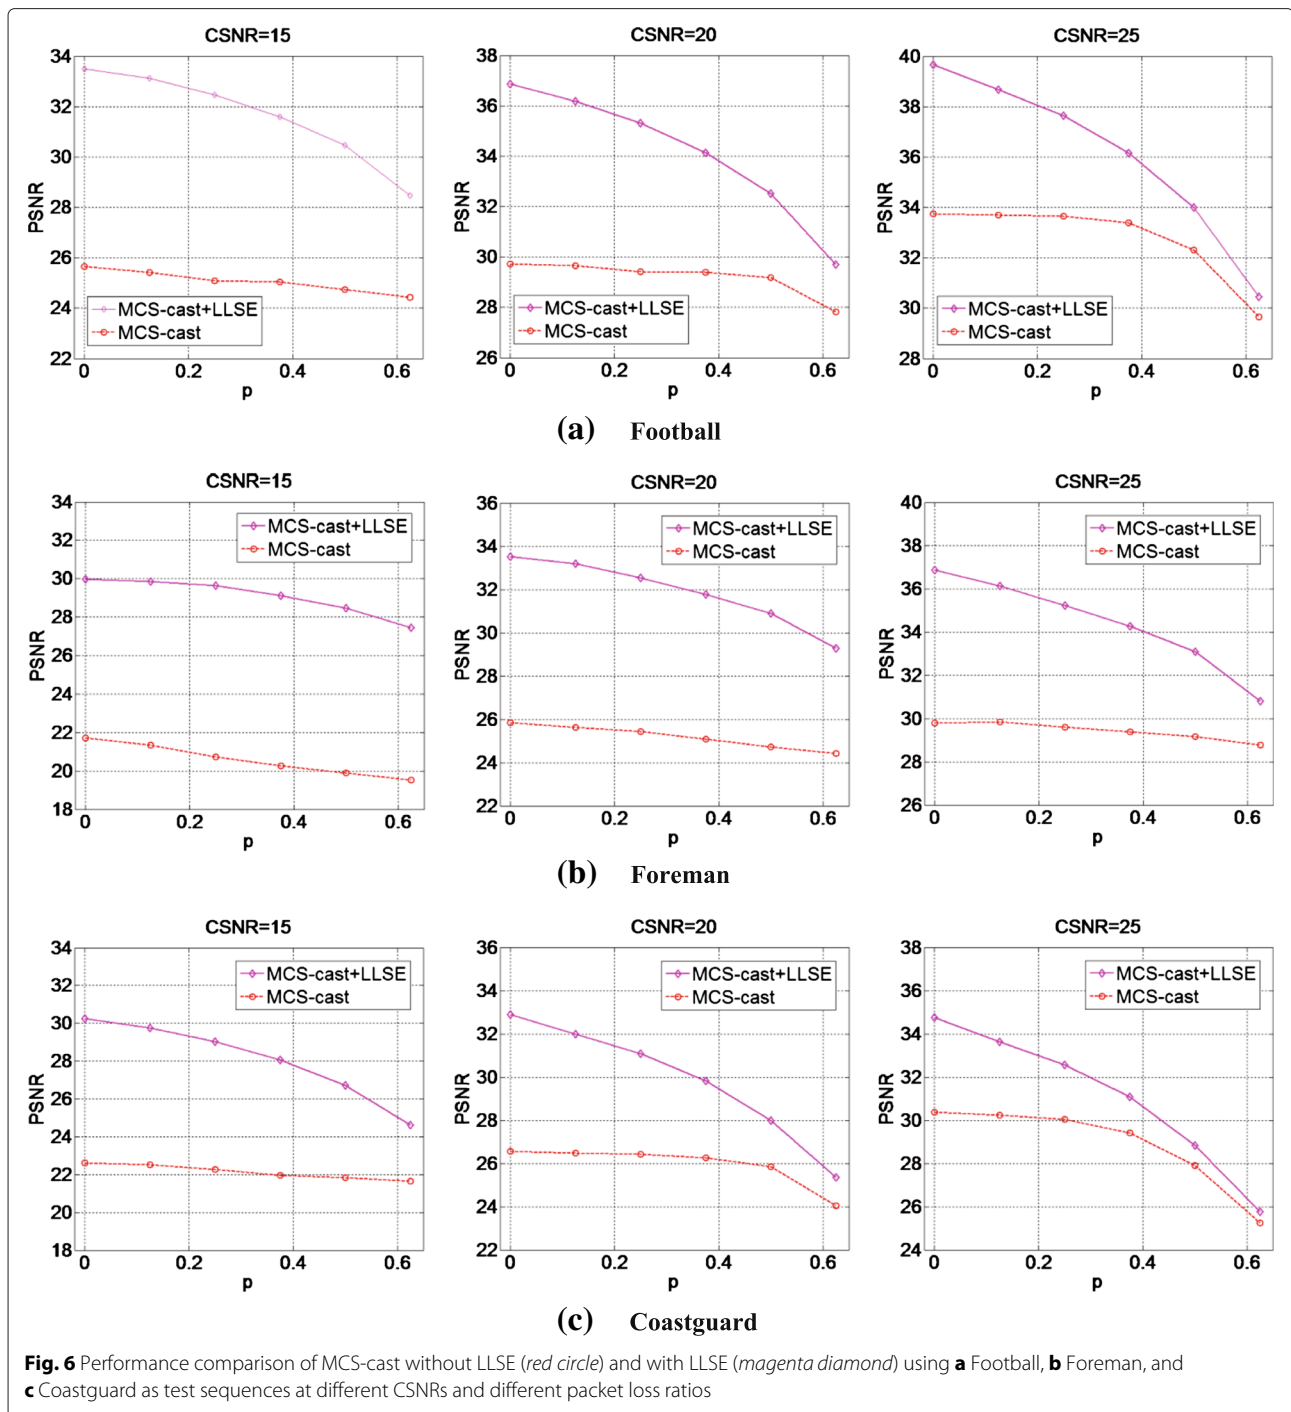 CSNR=15
34
32
30
28
26
24
22
PSNR
MCS-cast+LLSE
MCS-cast
0
0.2
0.4
0.6
p
CSNR=20
38
36
34
32
30
28
26
PSNR
MCS-cast+LLSE
MCS-cast
0
0.2
0.4
0.6
p
CSNR=25
40
38
36
34
32
30
28
PSNR
MCS-cast+LLSE
MCS-cast
0
0.2
0.4
0.6
p
(a) Football
CSNR=15
34
32
30
28
26
24
22
20
18
PSNR
MCS-cast+LLSE
MCS-cast
0
0.2
0.4
0.6
p
CSNR=20
36
34
32
30
28
26
24
22
PSNR
MCS-cast+LLSE
MCS-cast
0
0.2
0.4
0.6
p
CSNR=25
40
38
36
34
32
30
28
26
PSNR
MCS-cast+LLSE
MCS-cast
0
0.2
0.4
0.6
p
(b) Foreman
CSNR=15
34
32
30
28
26
24
22
20
18
PSNR
MCS-cast+LLSE
MCS-cast
0
0.2
0.4
0.6
p
CSNR=20
36
34
32
30
28
26
24
22
PSNR
MCS-cast+LLSE
MCS-cast
0
0.2
0.4
0.6
p
CSNR=25
38
36
34
32
30
28
26
24
PSNR
MCS-cast+LLSE
MCS-cast
0
0.2
0.4
0.6
p
(c) Coastguard
Fig. 6 Performance comparison of MCS-cast without LLSE (red circle) and with LLSE (magenta diamond) using a Football, b Foreman, and
c Coastguard as test sequences at different CSNRs and different packet loss ratios